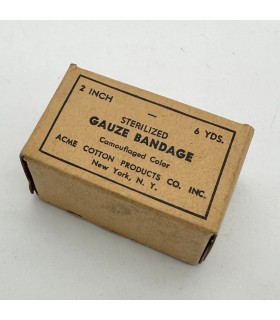 2 INCH
6 YDS.
STERILIZED
GAUZE BANDAGE
Camouflaged Color
ACME COTTON PRODUCTS CO. INC.
New York, N. Y.